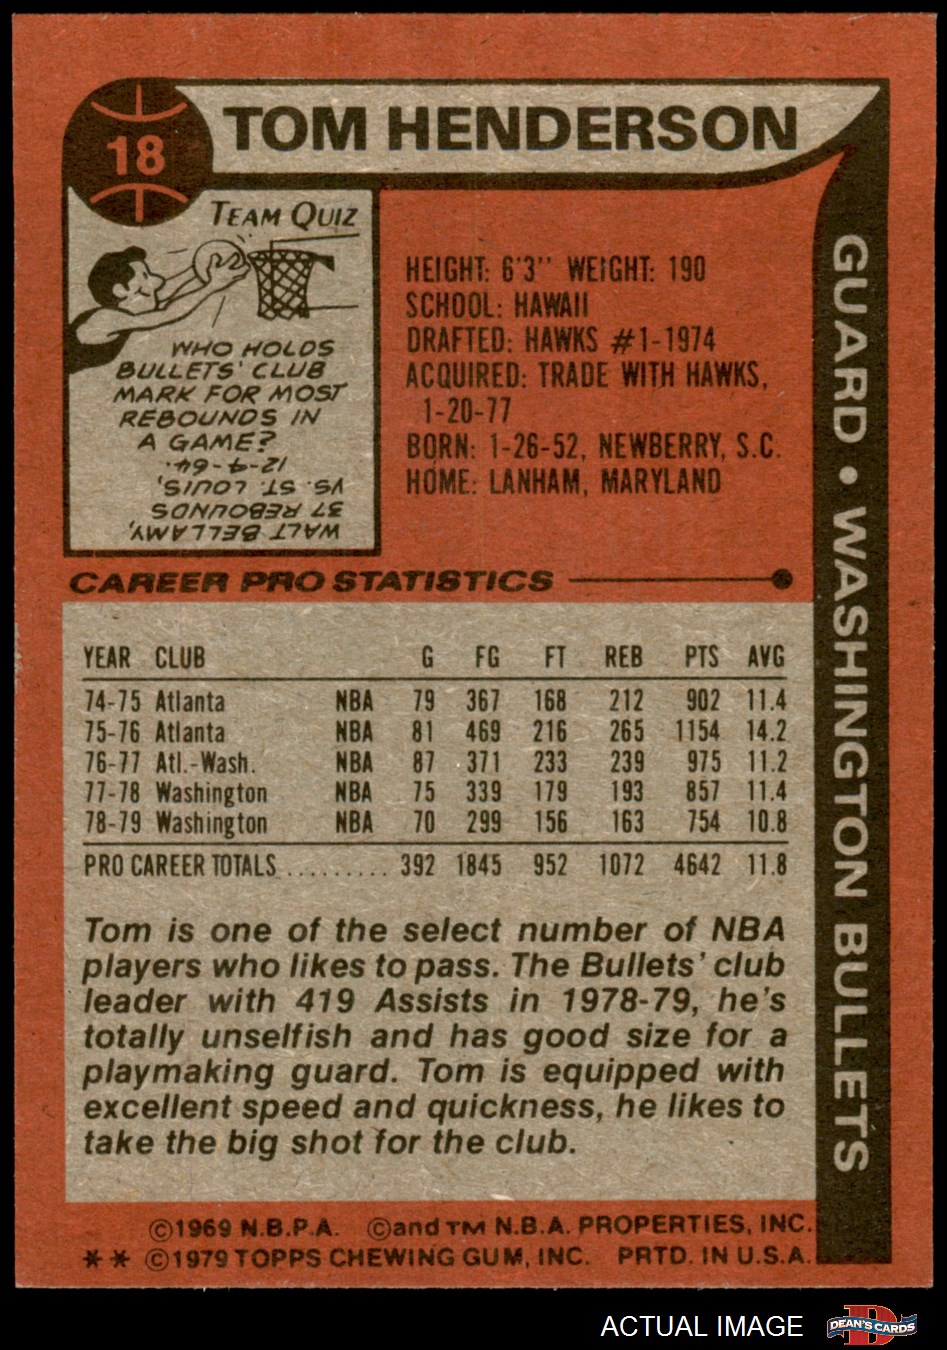 18
TOM HENDERSON
GUARD • WASHINGTON BULLETS
TEAM QUIZ
WHO HOLDS
BULLETS' CLUB
MARK FOR MOST
REBOUNDS IN
A GAME?
WALT BELLAMY,
37 REBOUNDS
VS. ST. LOUIS,
12-4-64.
HEIGHT: 6'3" WEIGHT: 190
SCHOOL: HAWAII
DRAFTED: HAWKS #1-1974
ACQUIRED: TRADE WITH HAWKS,
1-20-77
BORN: 1-26-52, NEWBERRY, S.C.
HOME: LANHAM, MARYLAND
CAREER PRO STATISTICS
YEAR CLUB G FG FT REB PTS AVG
74-75 Atlanta NBA 79 367 168 212 902 11.4
75-76 Atlanta NBA 81 469 216 265 1154 14.2
76-77 Atl.-Wash. NBA 87 371 233 239 975 11.2
77-78 Washington NBA 75 339 179 193 857 11.4
78-79 Washington NBA 70 299 156 163 754 10.8
PRO CAREER TOTALS ......... 392 1845 952 1072 4642 11.8
Tom is one of the select number of NBA
players who likes to pass. The Bullets' club
leader with 419 Assists in 1978-79, he's
totally unselfish and has good size for a
playmaking guard. Tom is equipped with
excellent speed and quickness, he likes to
take the big shot for the club.
©1969 N.B.P.A. ©and TM N.B.A. PROPERTIES, INC.
** ©1979 TOPPS CHEWING GUM, INC. PRTD. IN U.S.A.
ACTUAL IMAGE
D
DEAN'S CARDS